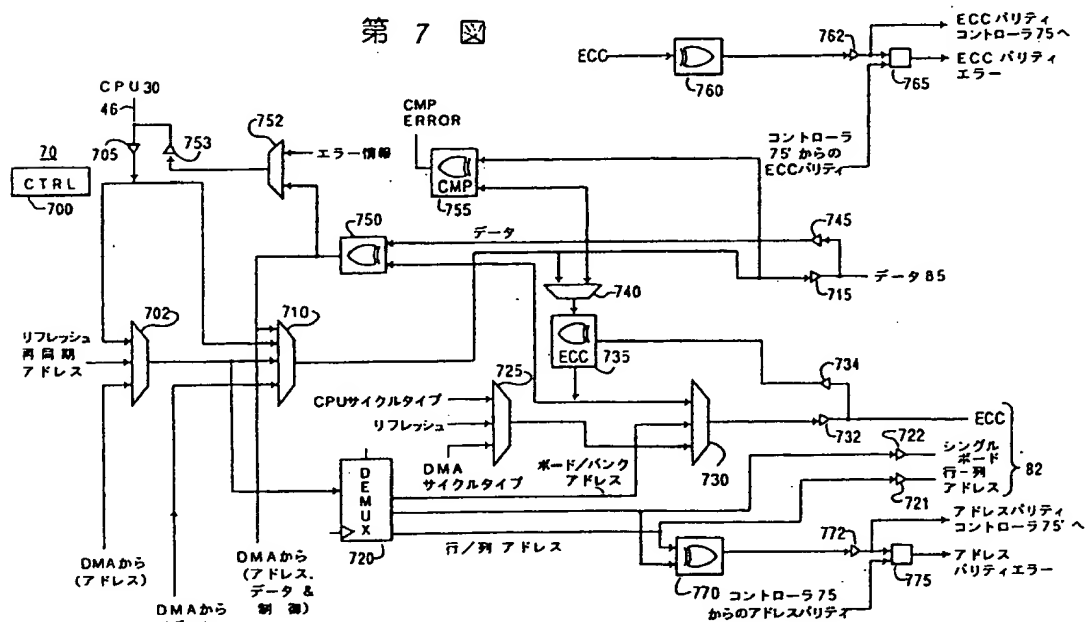 第 7 図
ECC
762
760
ECCパリティ
コントローラ75へ
ECC パリティ
エラー
765
CPU30
46
705
753
752
エラー情報
CMP
ERROR
CMP
755
コントローラ
75'からの
ECCパリティ
70
CTRL
700
750
データ
745
データ 85
715
740
ECC
735
702
リフレッシュ
再同期
アドレス
710
725
CPUサイクルタイプ
リフレッシュ
DMA
サイクルタイプ
ボード/バンク
アドレス
730
734
732
ECC
722
シングル
ボード
行-列
アドレス
721
82
DEMUX
720
行/列 アドレス
770
772
アドレスパリティ
コントローラ75'へ
アドレス
パリティエラー
775
コントローラ 75
からのアドレスパリティ
DMAから
(アドレス)
DMAから
DMAから
(アドレス.
データ &
制御)